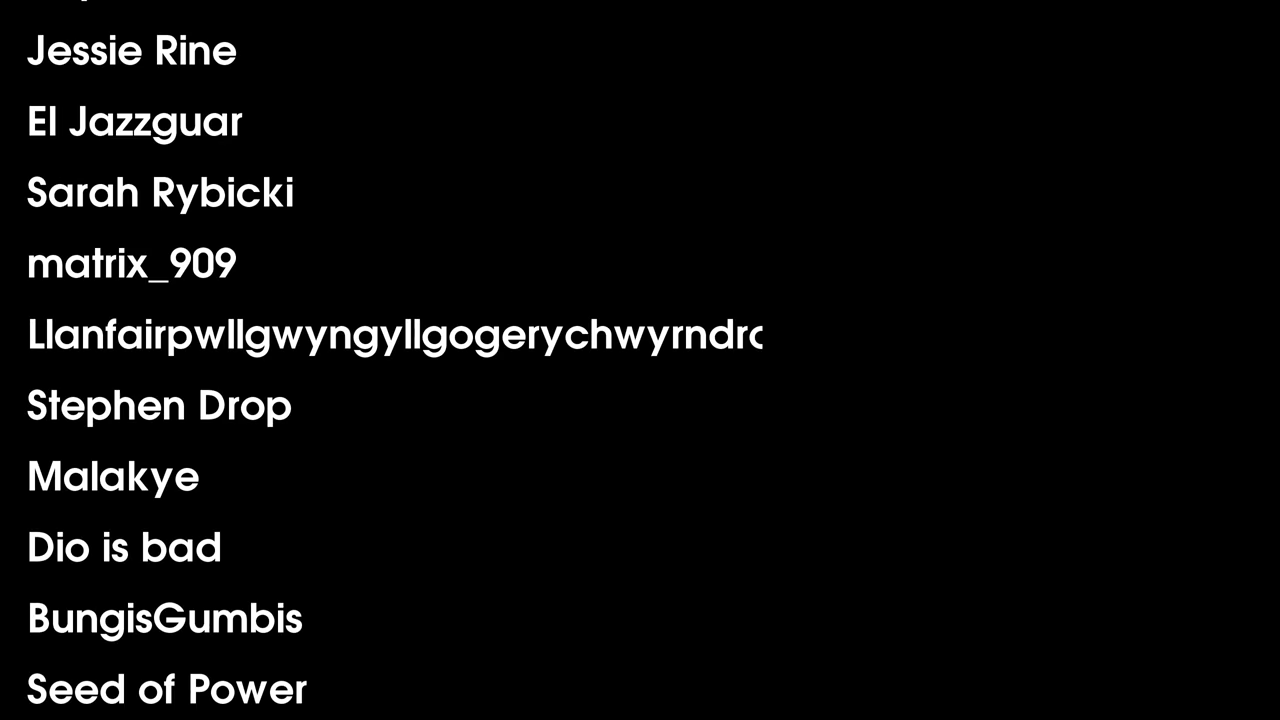 Jessie Rine
El Jazzguar
Sarah Rybicki
matrix_909
Llanfairpwllgwyngyllgogerychwyrndr
Stephen Drop
Malakye
Dio is bad
BungisGumbis
Seed of Power